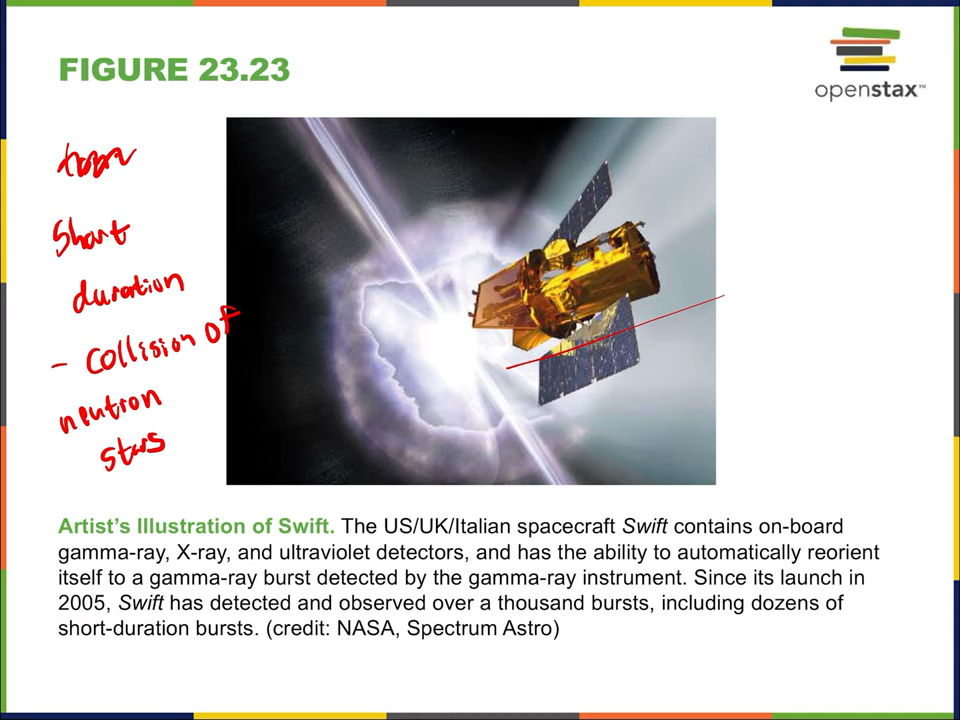 FIGURE 23.23
openstax™
Short
duration
- Collision of
neutron
stars
Artist's Illustration of Swift. The US/UK/Italian spacecraft Swift contains on-board
gamma-ray, X-ray, and ultraviolet detectors, and has the ability to automatically reorient
itself to a gamma-ray burst detected by the gamma-ray instrument. Since its launch in
2005, Swift has detected and observed over a thousand bursts, including dozens of
short-duration bursts. (credit: NASA, Spectrum Astro)